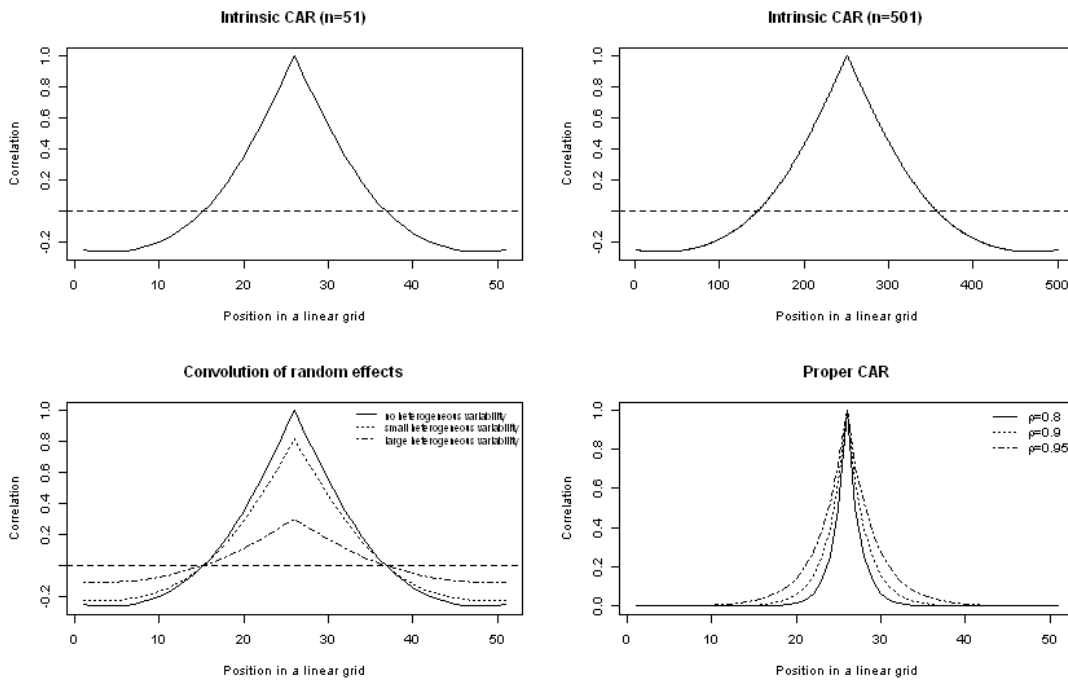 Intrinsic CAR (n=51)
Correlation
1.0
0.8
0.6
0.4
0.2
-0.2
0 10 20 30 40 50
Position in a linear grid
Intrinsic CAR (n=501)
Correlation
1.0
0.8
0.6
0.4
0.2
-0.2
0 100 200 300 400 500
Position in a linear grid
Convolution of random effects
no heterogeneous variability
small heterogeneous variability
large heterogeneous variability
Correlation
1.0
0.8
0.6
0.4
0.2
-0.2
0 10 20 30 40 50
Position in a linear grid
Proper CAR
ρ=0.8
ρ=0.9
ρ=0.95
Correlation
1.0
0.8
0.6
0.4
0.2
0.0
0 10 20 30 40 50
Position in a linear grid